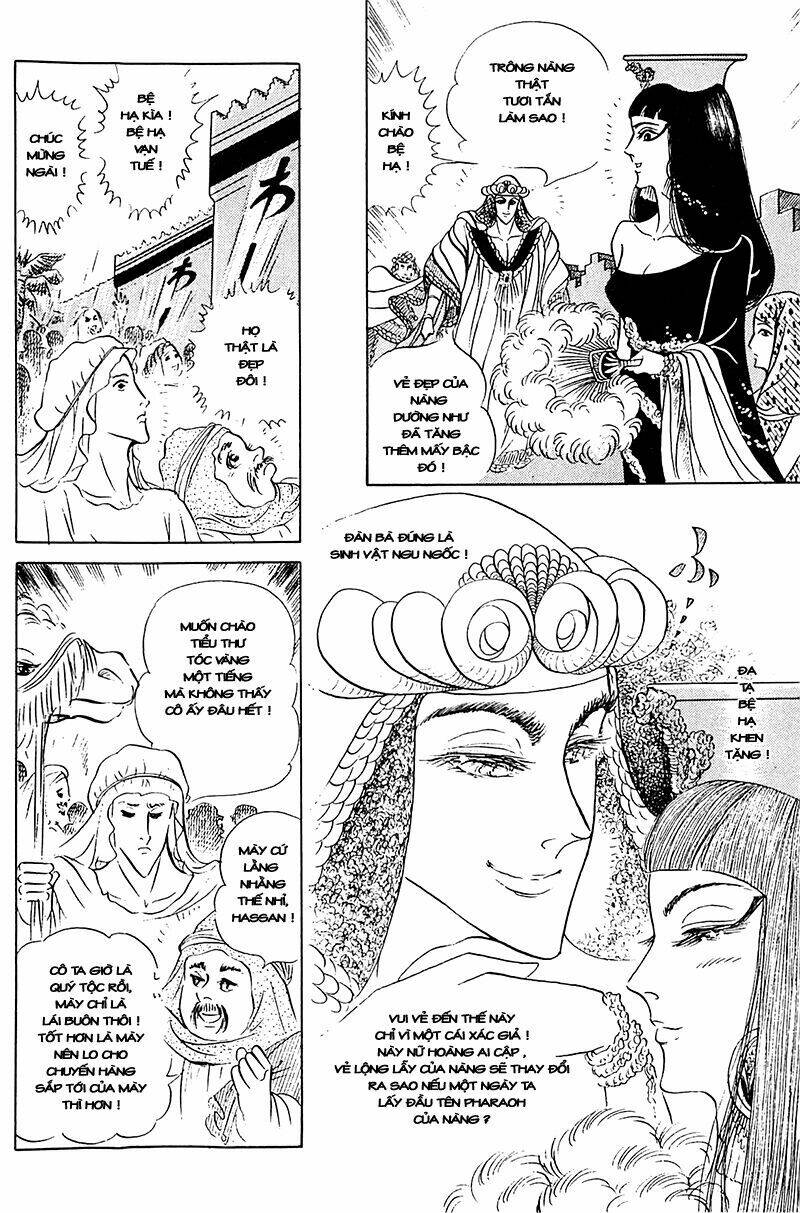 TRÔNG NÀNG
THẬT
TƯƠI TẮN
LÀM SAO !
KÍNH
CHÀO
BỆ
HẠ !
VẺ ĐẸP CỦA
NÀNG
DƯỜNG NHƯ
ĐÃ TĂNG
THÊM MẤY BẬC
ĐÓ !
BỆ
HẠ KÌA !
BỆ HẠ
VẠN
TUẾ !
CHÚC
MỪNG
NGÀI !
わーー
わーー
HỌ
THẬT LÀ
ĐẸP
ĐÔI !
ĐÀN BÀ ĐÚNG LÀ
SINH VẬT NGU NGỐC !
ĐA
TẠ
BỆ
HẠ
KHEN
TẶNG !
VUI VẺ ĐẾN THẾ NÀY
CHỈ VÌ MỘT CÁI XÁC GIẢ !
NÀY NỮ HOÀNG AI CẬP ,
VẺ LỘNG LẪY CỦA NÀNG SẼ THAY ĐỔI
RA SAO NẾU MỘT NGÀY TA
LẤY ĐẦU TÊN PHARAOH
CỦA NÀNG ?
MUỐN CHÀO
TIỂU THƯ
TÓC VÀNG
MỘT TIẾNG
MÀ KHÔNG THẤY
CÔ ẤY ĐÂU HẾT !
MÀY CỨ
LẰNG
NHẰNG
THẾ NHỈ,
HASSAN !
CÔ TA GIỜ LÀ
QUÝ TỘC RỒI,
MÀY CHỈ LÀ
LÁI BUÔN THÔI !
TỐT HƠN LÀ MÀY
NÊN LO CHO
CHUYẾN HÀNG
SẮP TỚI CỦA MÀY
THÌ HƠN !